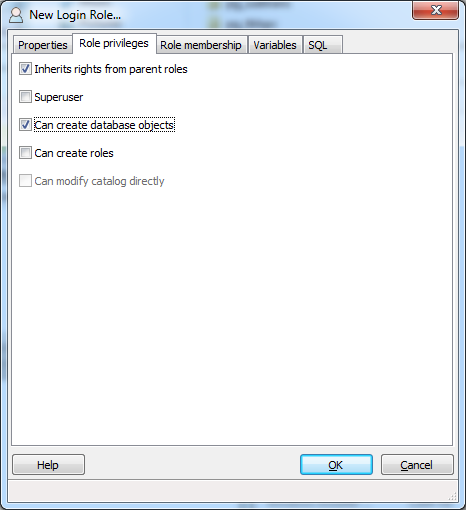 New Login Role...
Properties
Role privileges
Role membership
Variables
SQL
Inherits rights from parent roles
Superuser
Can create database objects
Can create roles
Can modify catalog directly
Help
OK
Cancel